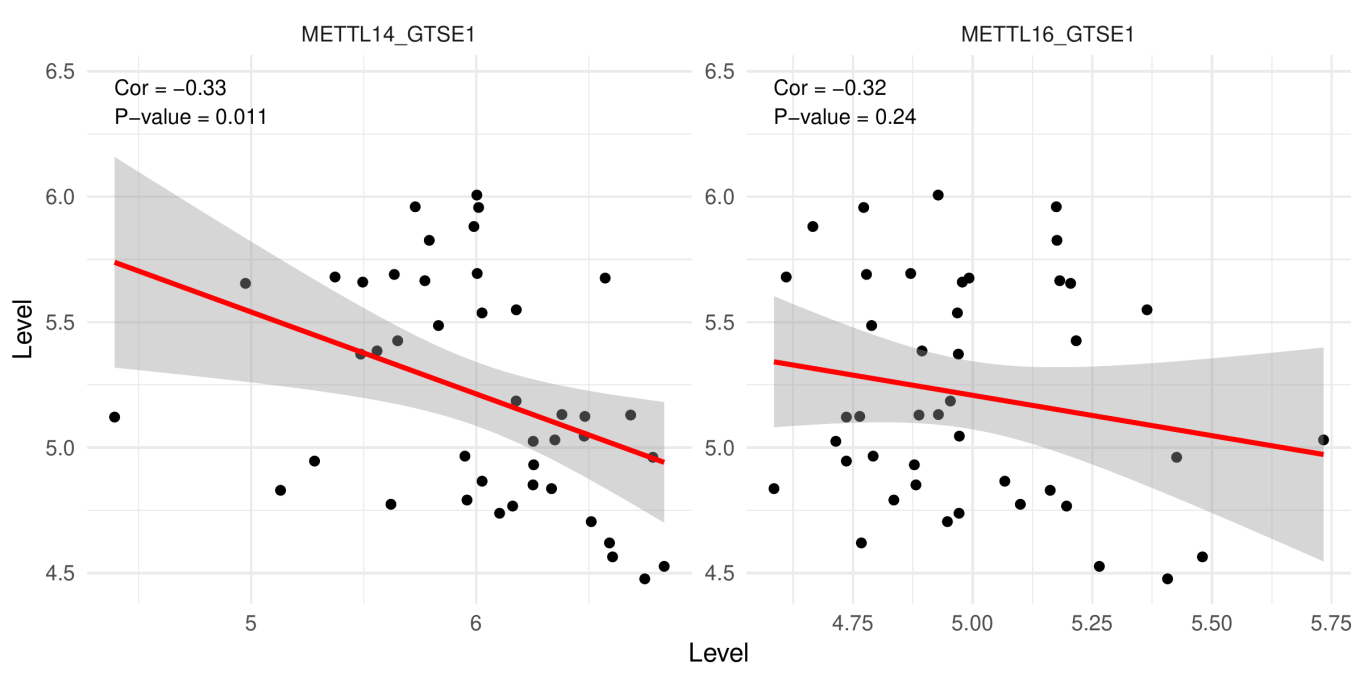 METTL14_GTSE1
METTL16_GTSE1
Cor = −0.33
P−value = 0.011
Cor = −0.32
P−value = 0.24
Level
6.5
6.0
5.5
5.0
4.5
6.5
6.0
5.5
5.0
4.5
5
6
4.75
5.00
5.25
5.50
5.75
Level